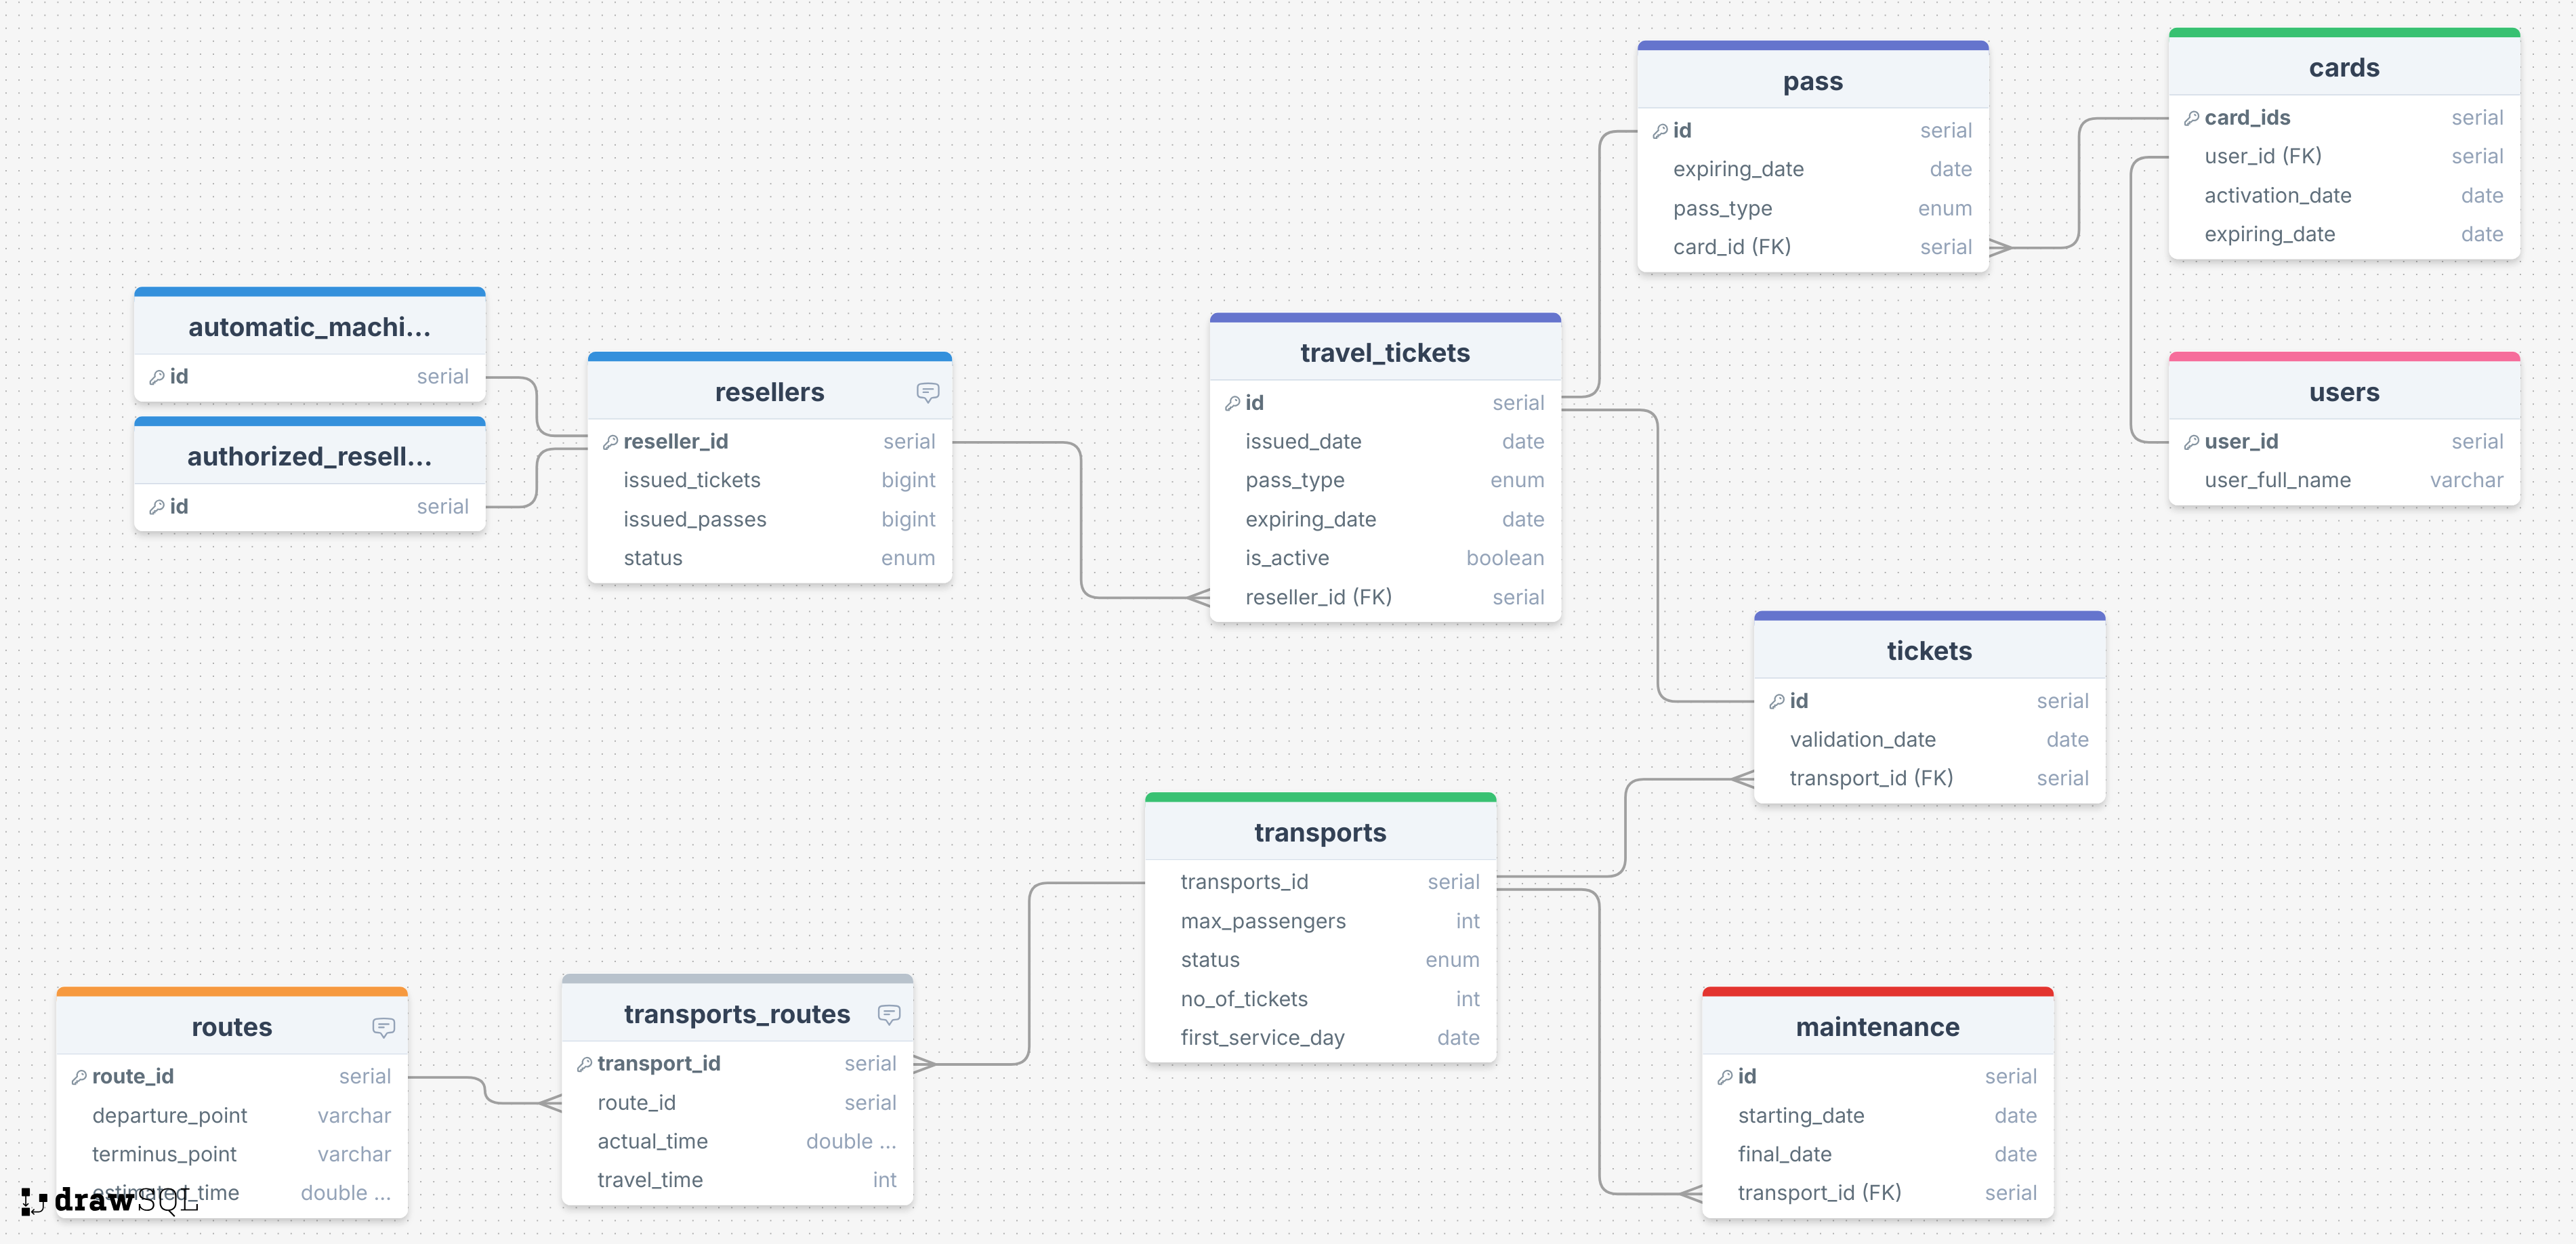 pass
id serial
expiring_date date
pass_type enum
card_id (FK) serial
cards
card_ids serial
user_id (FK) serial
activation_date date
expiring_date date
automatic_machi...
id serial
authorized_resell...
id serial
resellers
reseller_id serial
issued_tickets bigint
issued_passes bigint
status enum
travel_tickets
id serial
issued_date date
pass_type enum
expiring_date date
is_active boolean
reseller_id (FK) serial
users
user_id serial
user_full_name varchar
tickets
id serial
validation_date date
transport_id (FK) serial
transports
transports_id serial
max_passengers int
status enum
no_of_tickets int
first_service_day date
routes
route_id serial
departure_point varchar
terminus_point varchar
estimated_time double ...
transports_routes
transport_id serial
route_id serial
actual_time double ...
travel_time int
maintenance
id serial
starting_date date
final_date date
transport_id (FK) serial
drawSQL